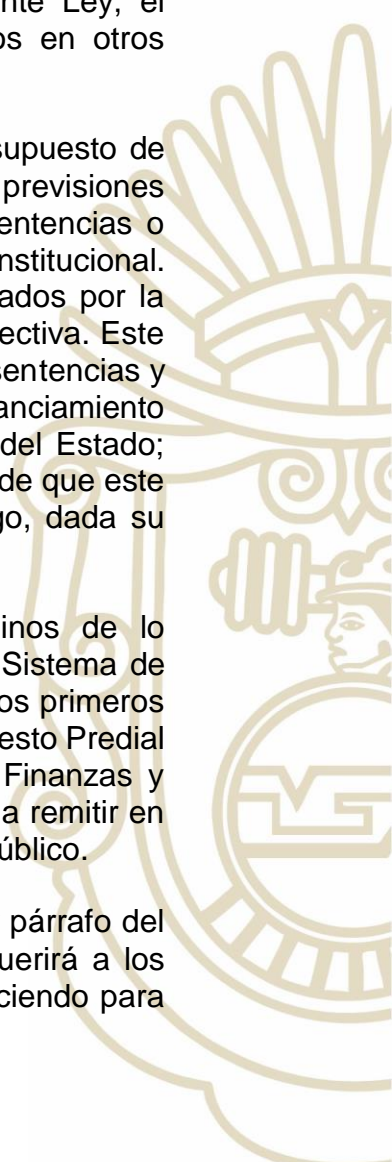 nte Ley, el
os en otros
supuesto de
previsiones
entencias o
nstitucional.
ados por la
ectiva. Este
sentencias y
anciamiento
del Estado;
de que este
go, dada su
inos de lo
Sistema de
os primeros
esto Predial
Finanzas y
a remitir en
úblico.
párrafo del
uerirá a los
ciendo para